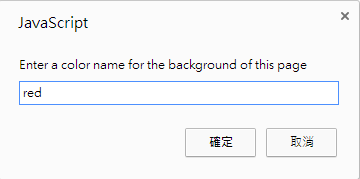 JavaScript
Enter a color name for the background of this page
red
確定 取消